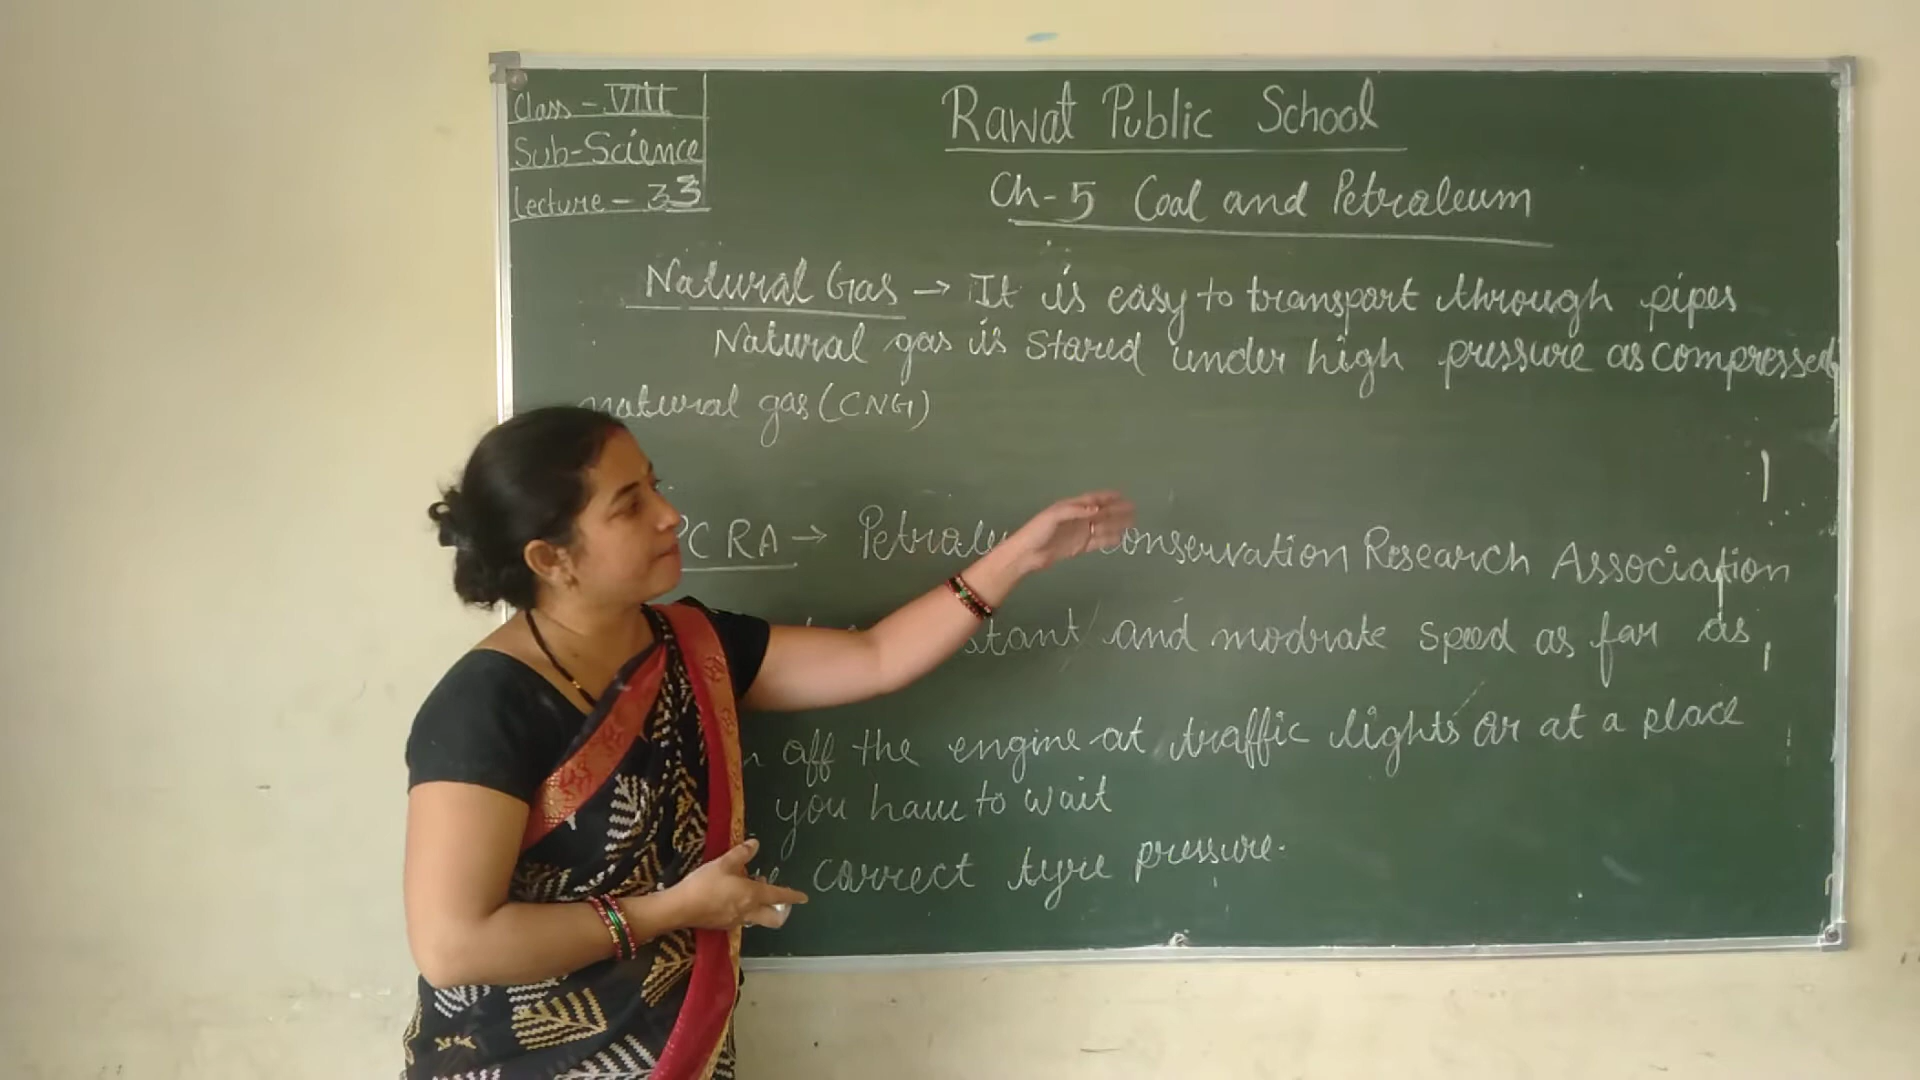 Class - VIII
Sub-Science
Lecture - 33
Rawat Public School
Ch-5 Coal and Petroleum
Natural Gas → It is easy to transport through pipes
Natural gas is Stored under high pressure as compressed
natural gas (CNG)
PCRA → Conservation Research Association
and modrate Speed as far as
off the engine at traffic lights or at a place
you have to wait
correct tyre pressure.